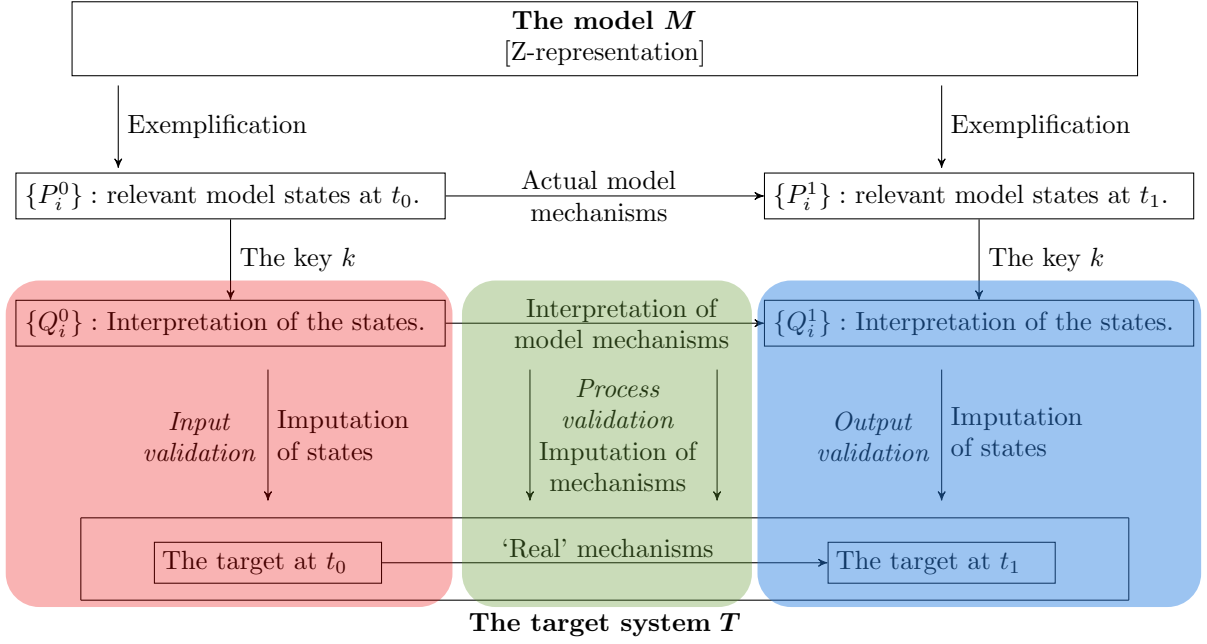 The model M
[Z-representation]
Exemplification
Exemplification
{P_i^0} : relevant model states at t_0.
Actual model
mechanisms
{P_i^1} : relevant model states at t_1.
The key k
The key k
{Q_i^0} : Interpretation of the states.
Interpretation of
model mechanisms
{Q_i^1} : Interpretation of the states.
Input
validation
Imputation
of states
Process
validation
Imputation of
mechanisms
Output
validation
Imputation
of states
The target at t_0
‘Real’ mechanisms
The target at t_1
The target system T